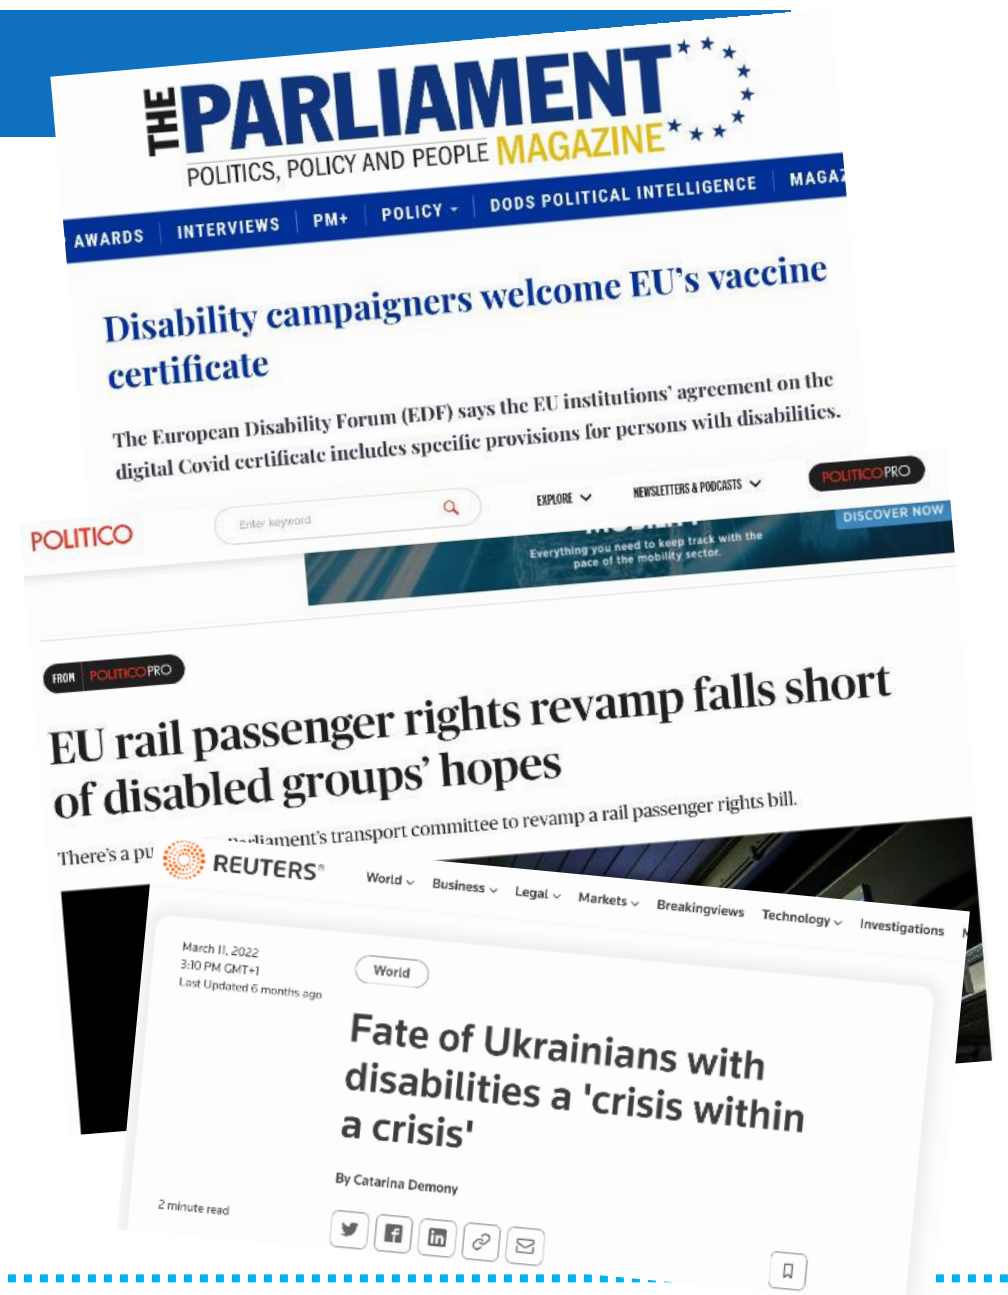 THE PARLIAMENT
POLITICS, POLICY AND PEOPLE MAGAZINE
AWARDS INTERVIEWS PM+ POLICY DODS POLITICAL INTELLIGENCE MAGAZ
Disability campaigners welcome EU's vaccine
certificate
The European Disability Forum (EDF) says the EU institutions' agreement on the
digital Covid certificate includes specific provisions for persons with disabilities.
POLITICO Enter keyword EXPLORE NEWSLETTERS & PODCASTS POLITICOPRO
DISCOVER NOW
Everything you need to keep track with the
pace of the mobility sector.
FROM POLITICOPRO
EU rail passenger rights revamp falls short
of disabled groups' hopes
There's a pu rliament's transport committee to revamp a rail passenger rights bill.
REUTERS® World Business Legal Markets Breakingviews Technology Investigations
March 11, 2022
3:10 PM GMT+1
Last Updated 6 months ago
World
Fate of Ukrainians with
disabilities a 'crisis within
a crisis'
By Catarina Demony
2 minute read